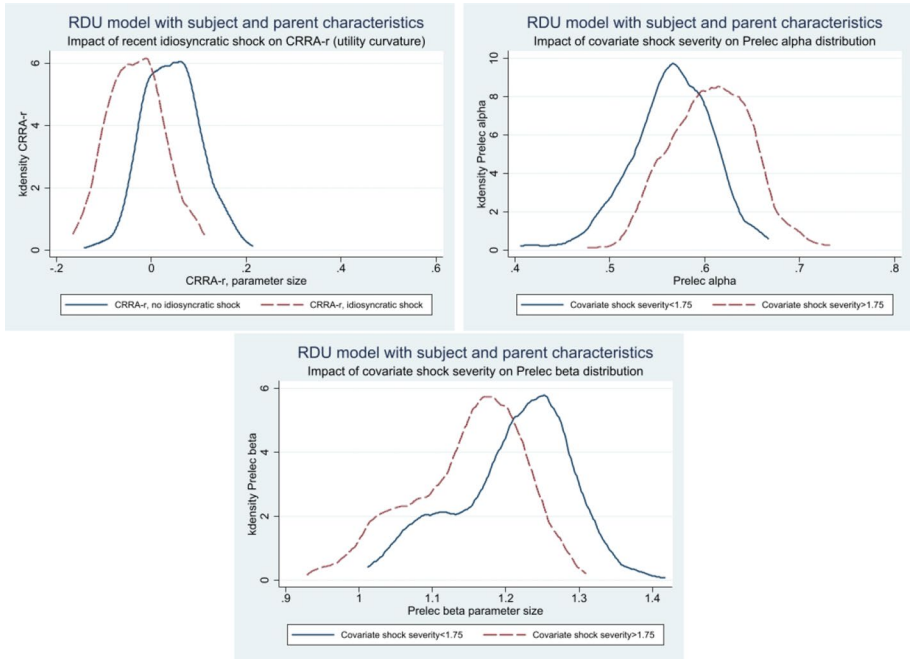 RDU model with subject and parent characteristics
Impact of recent idiosyncratic shock on CRRA-r (utility curvature)
kdensity CRRA-r
6
4
2
0
-.2 0 .2 .4 .6
CRRA-r, parameter size
CRRA-r, no idiosyncratic shock CRRA-r, idiosyncratic shock
RDU model with subject and parent characteristics
Impact of covariate shock severity on Prelec alpha distribution
kdensity Prelec alpha
10
8
6
4
2
0
.4 .5 .6 .7 .8
Prelec alpha
Covariate shock severity<1.75 Covariate shock severity>1.75
RDU model with subject and parent characteristics
Impact of covariate shock severity on Prelec beta distribution
kdensity Prelec beta
6
4
2
0
.9 1 1.1 1.2 1.3 1.4
Prelec beta parameter size
Covariate shock severity<1.75 Covariate shock severity>1.75